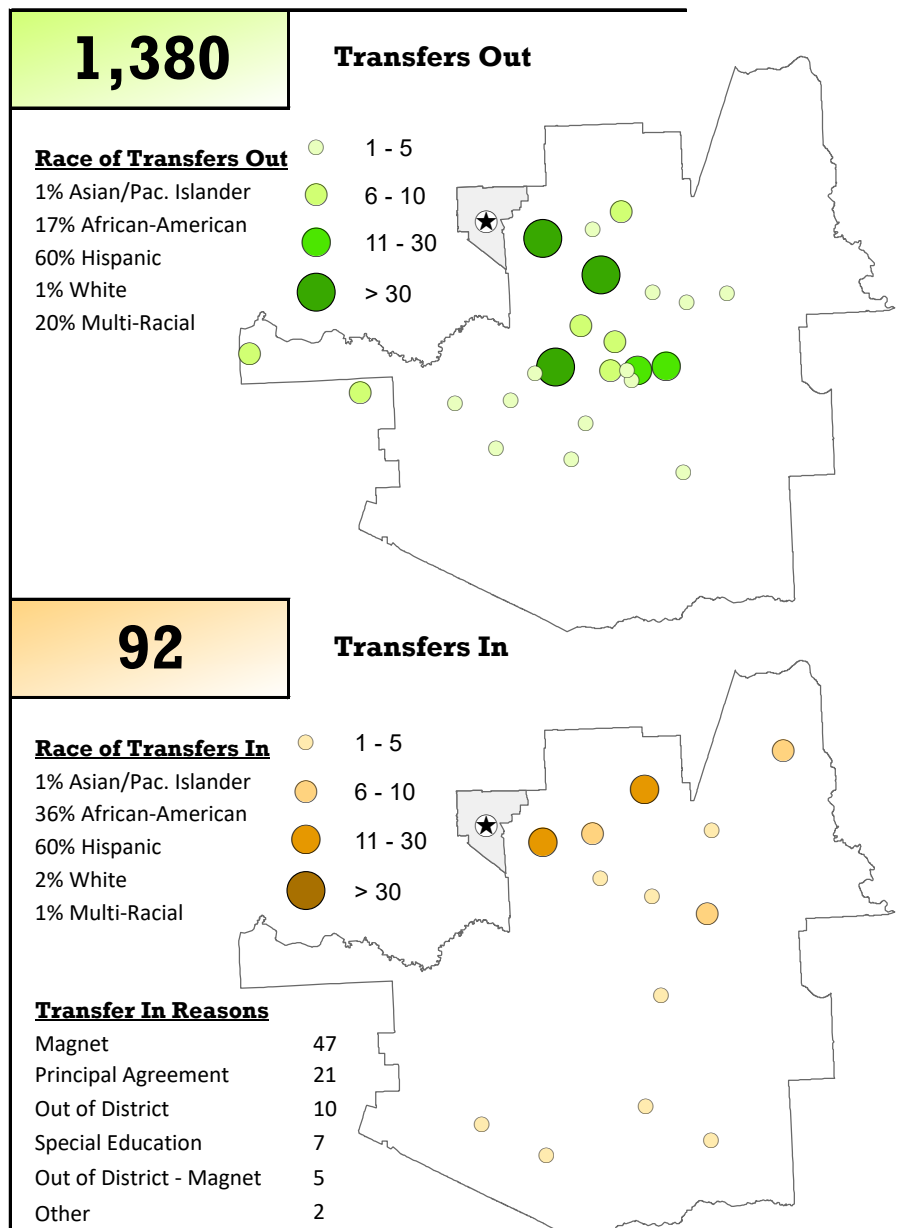 1,380
Transfers Out
Race of Transfers Out
1% Asian/Pac. Islander
17% African-American
60% Hispanic
1% White
20% Multi-Racial
1 - 5
6 - 10
11 - 30
> 30
92
Transfers In
Race of Transfers In
1% Asian/Pac. Islander
36% African-American
60% Hispanic
2% White
1% Multi-Racial
1 - 5
6 - 10
11 - 30
> 30
Transfer In Reasons
Magnet 47
Principal Agreement 21
Out of District 10
Special Education 7
Out of District - Magnet 5
Other 2